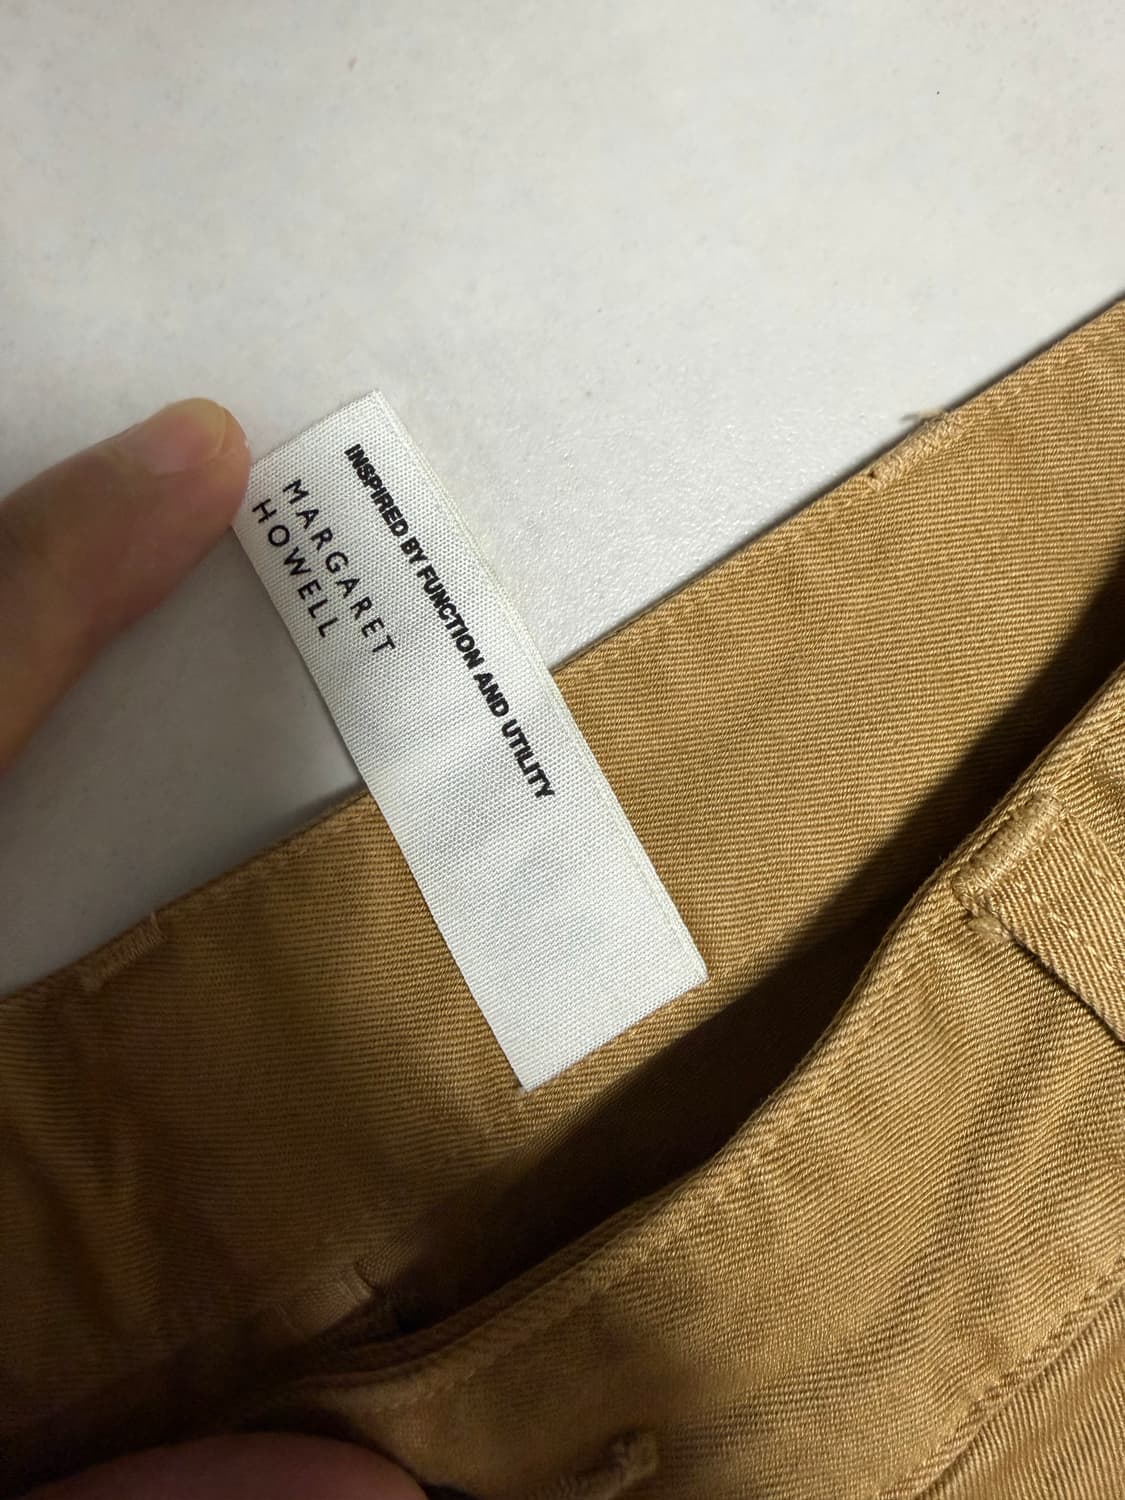 INSPIRED BY FUNCTION AND UTILITY
MARGARET
HOWELL